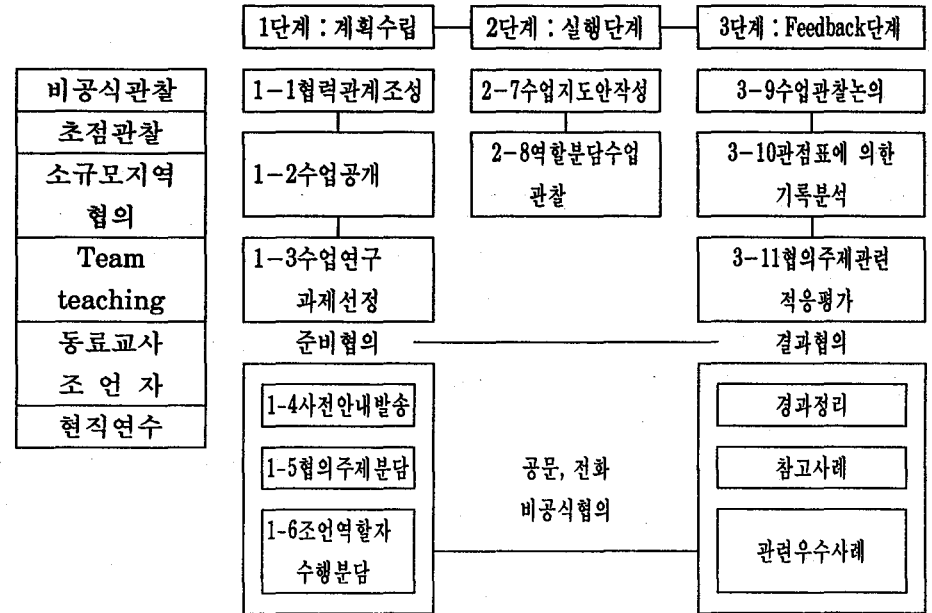 1단계 : 계획수립
2단계 : 실행단계
3단계 : Feedback단계
비공식관찰
초점관찰
소규모지역
협의
Team
teaching
동료교사
조 언 자
현직연수
1-1협력관계조성
1-2수업공개
1-3수업연구
과제선정
준비협의
1-4사전안내발송
1-5협의주제분담
1-6조언역할자
수행분담
2-7수업지도안작성
2-8역할분담수업
관찰
공문, 전화
비공식협의
3-9수업관찰논의
3-10관점표에 의한
기록분석
3-11협의주제관련
적응평가
결과협의
경과정리
참고사례
관련우수사례